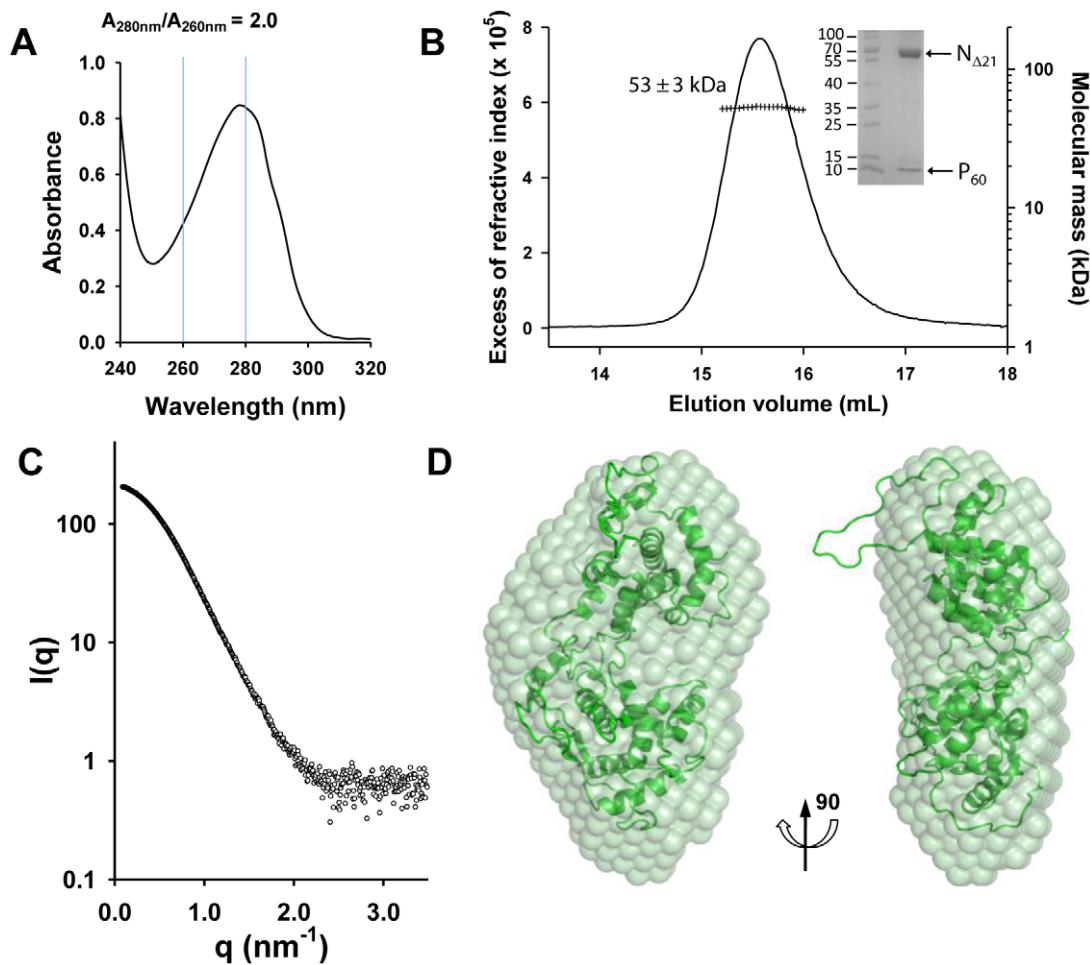 A
A280nm/A260nm = 2.0
Absorbance
1.0
0.8
0.6
0.4
0.2
0.0
240 260 280 300 320
Wavelength (nm)
B
Excess of refractive index (x 10⁵)
8
6
4
2
0
53 ± 3 kDa
100
70
55
35
25
15
10
NΔ21
P60
100
10
1
Molecular mass (kDa)
14 15 16 17 18
Elution volume (mL)
C
I(q)
100
10
1
0.1
0.0 1.0 2.0 3.0
q (nm⁻¹)
D
90